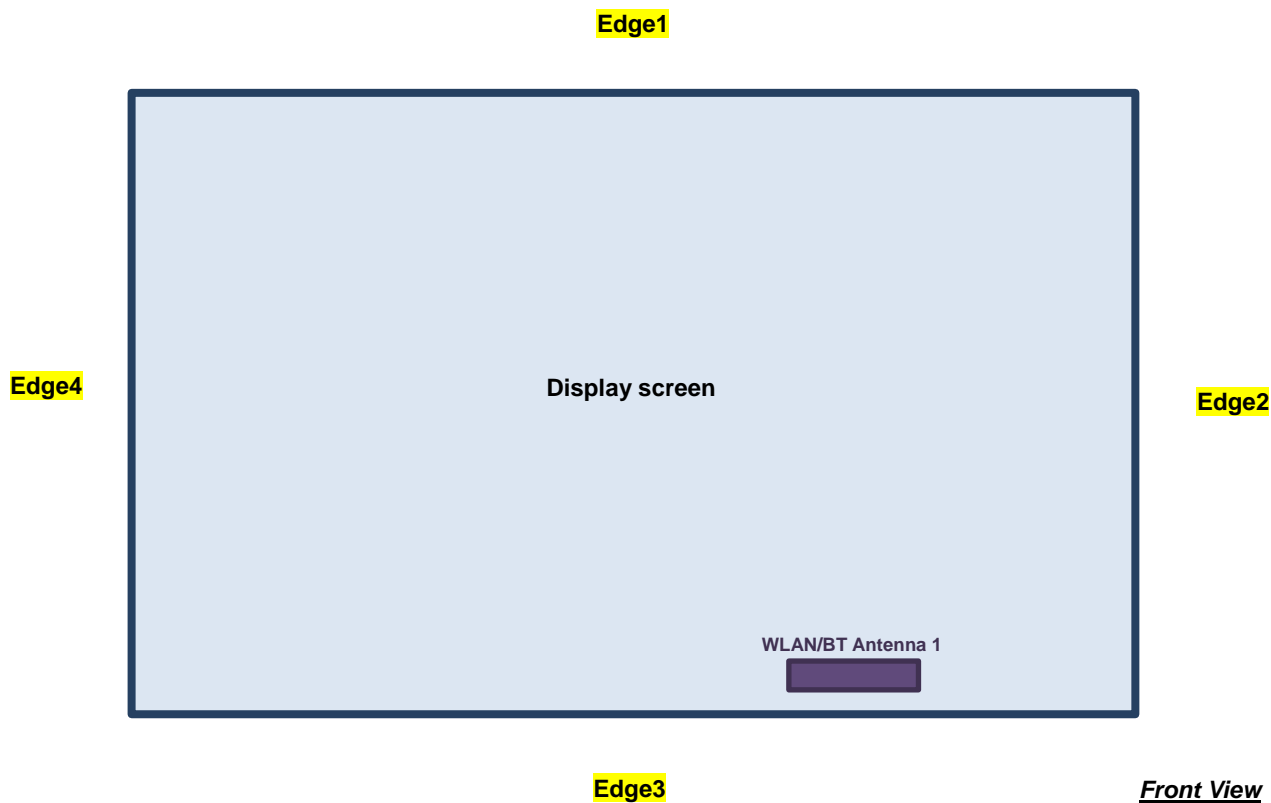 Edge1
Edge4
Display screen
Edge2
WLAN/BT Antenna 1
Edge3
Front View